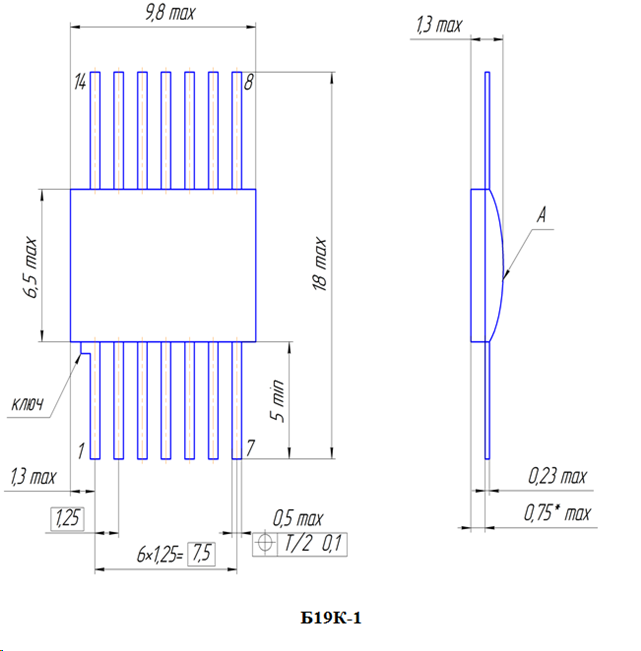 9,8 max
1,3 max
14
8
A
6,5 max
18 max
5 min
ключ
1
7
1,3 max
0,23 max
1,25
0,5 max
0,75* max
T/2 0,1
6×1,25= 7,5
Б19К-1